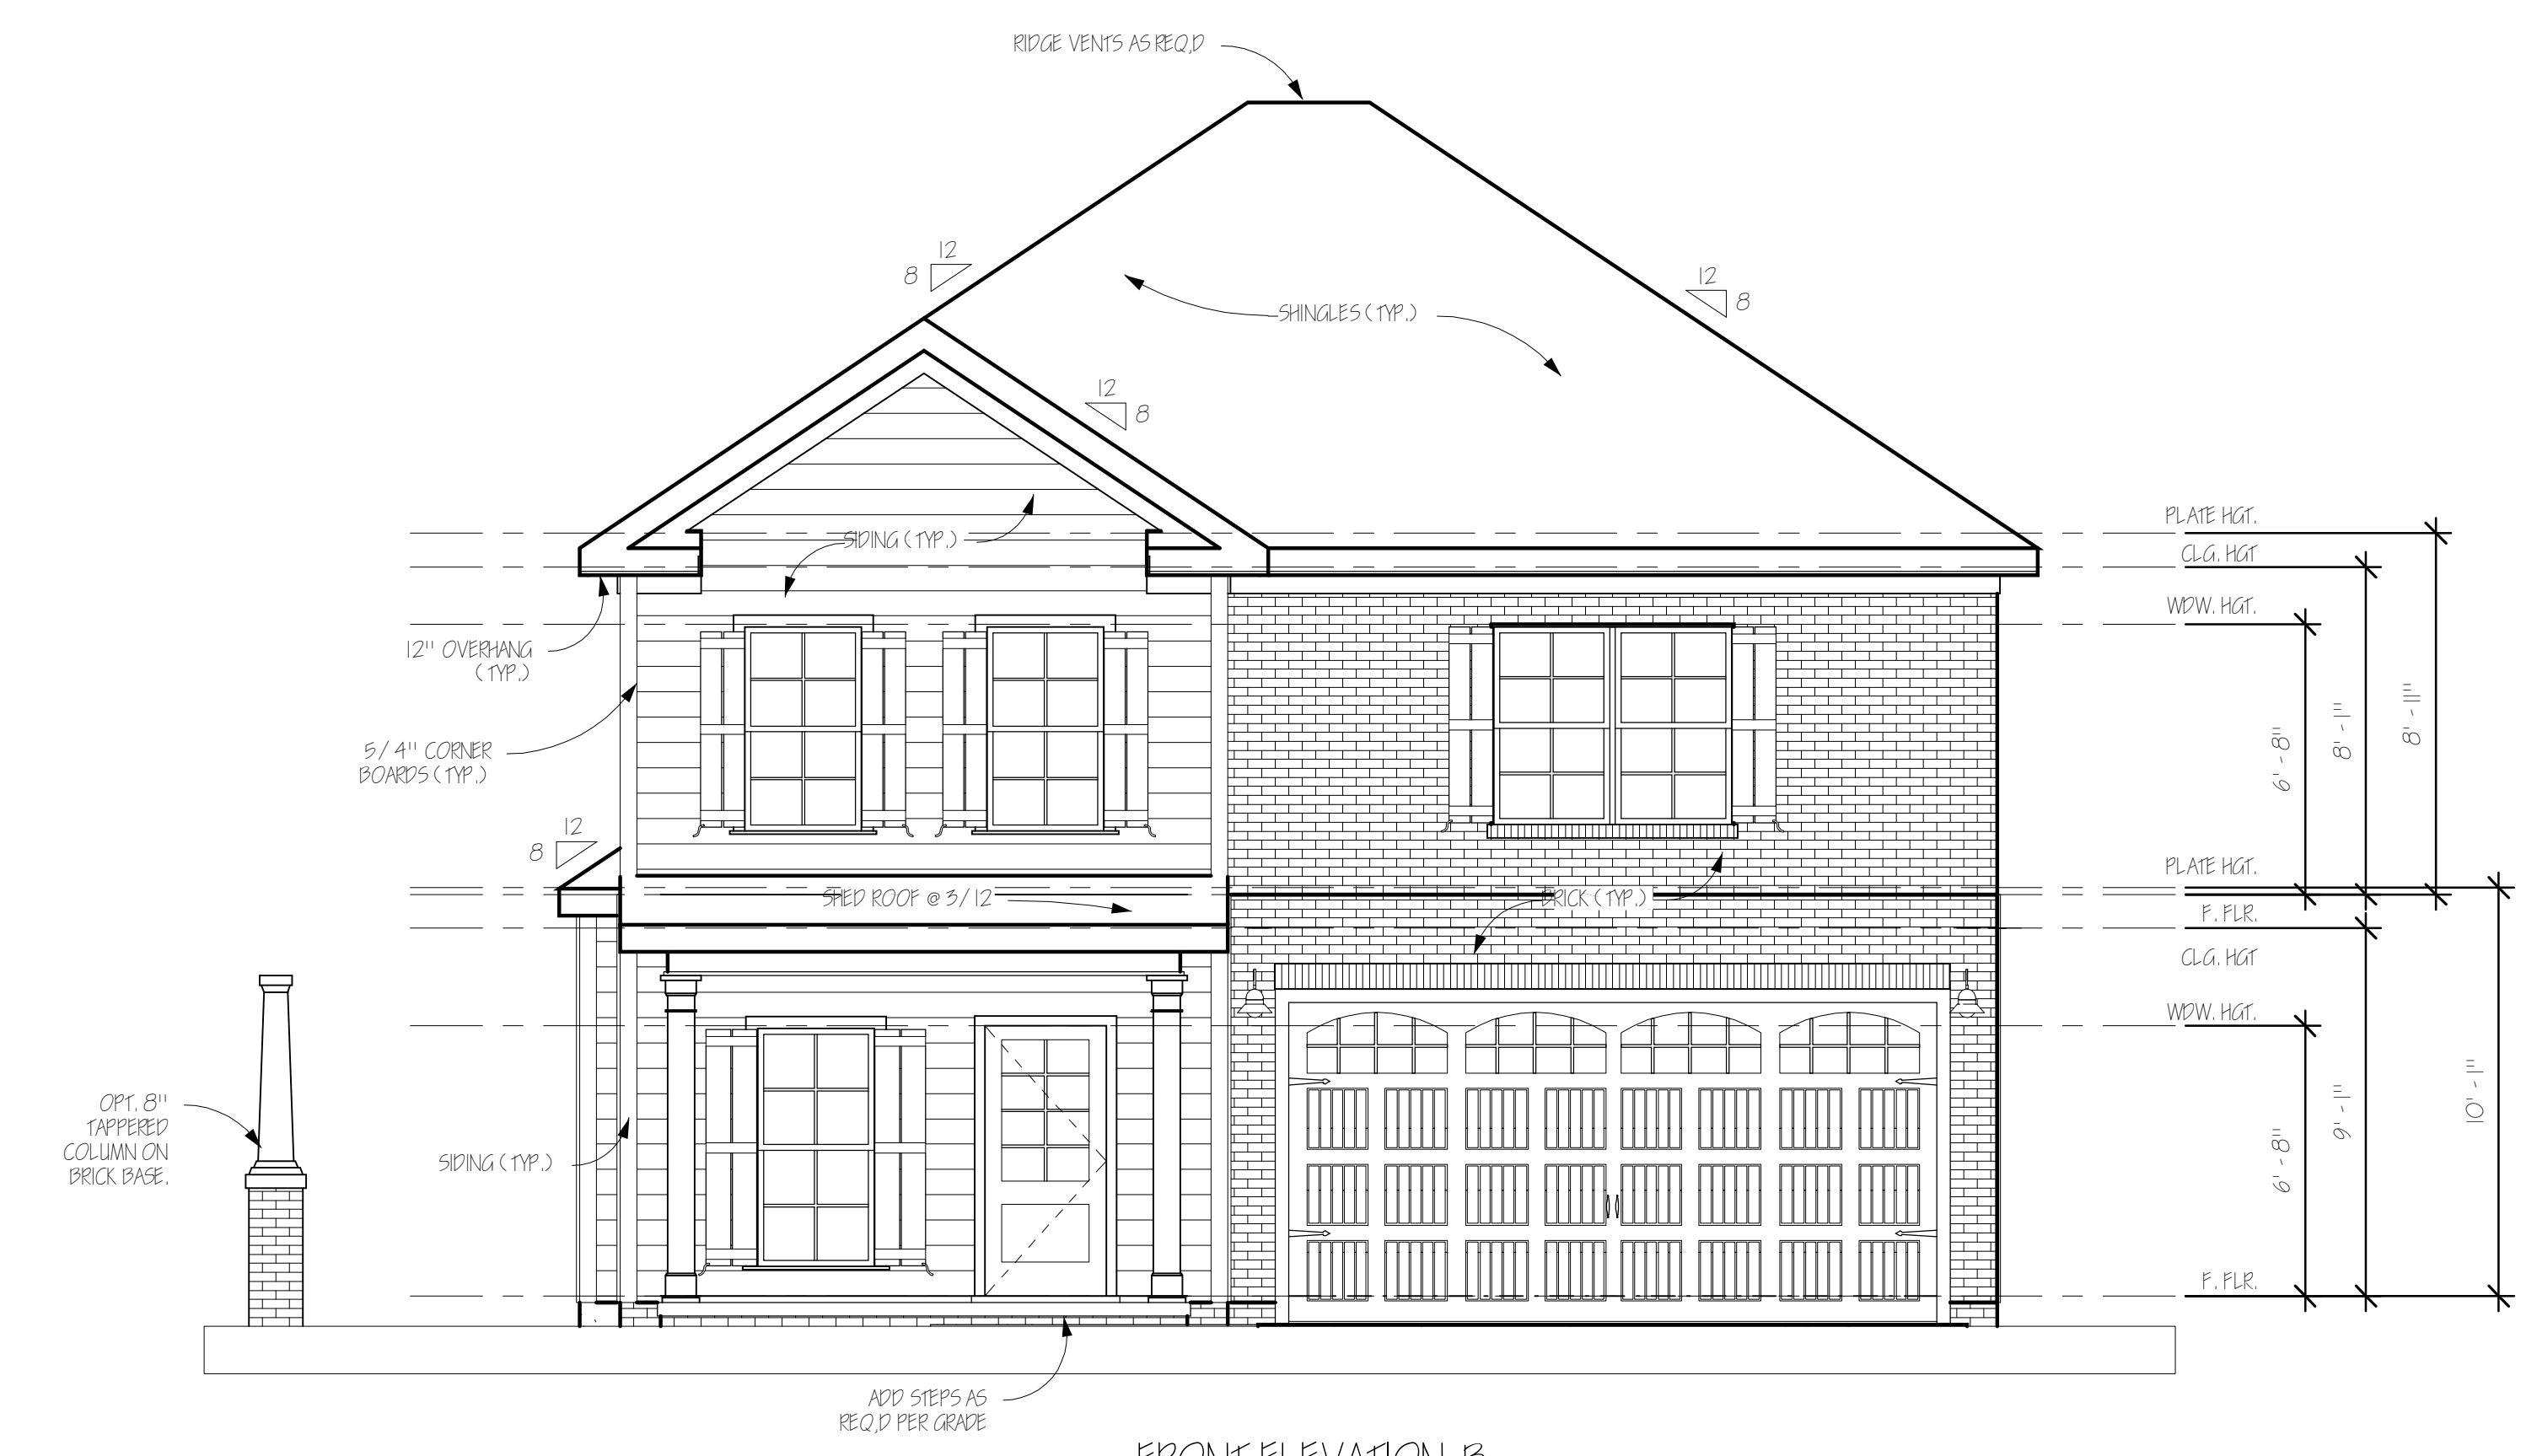 RIDGE VENTS AS REQ,D
12
8
12
8
SHINGLES (TYP.)
12
8
PLATE HGT.
SIDING (TYP.)
CLG. HGT
WDW. HGT.
12" OVERHANG
(TYP.)
8' - 11"
8' - 1"
6' - 8"
5/4" CORNER
BOARDS (TYP.)
12
8
PLATE HGT.
SHED ROOF @ 3/12
BRICK (TYP.)
F. FLR.
CLG. HGT
WDW. HGT.
OPT. 8"
TAPPERED
COLUMN ON
BRICK BASE.
10' - 1"
9' - 1"
6' - 8"
SIDING (TYP.)
F. FLR.
ADD STEPS AS
REQ,D PER GRADE
FRONT ELEVATION B